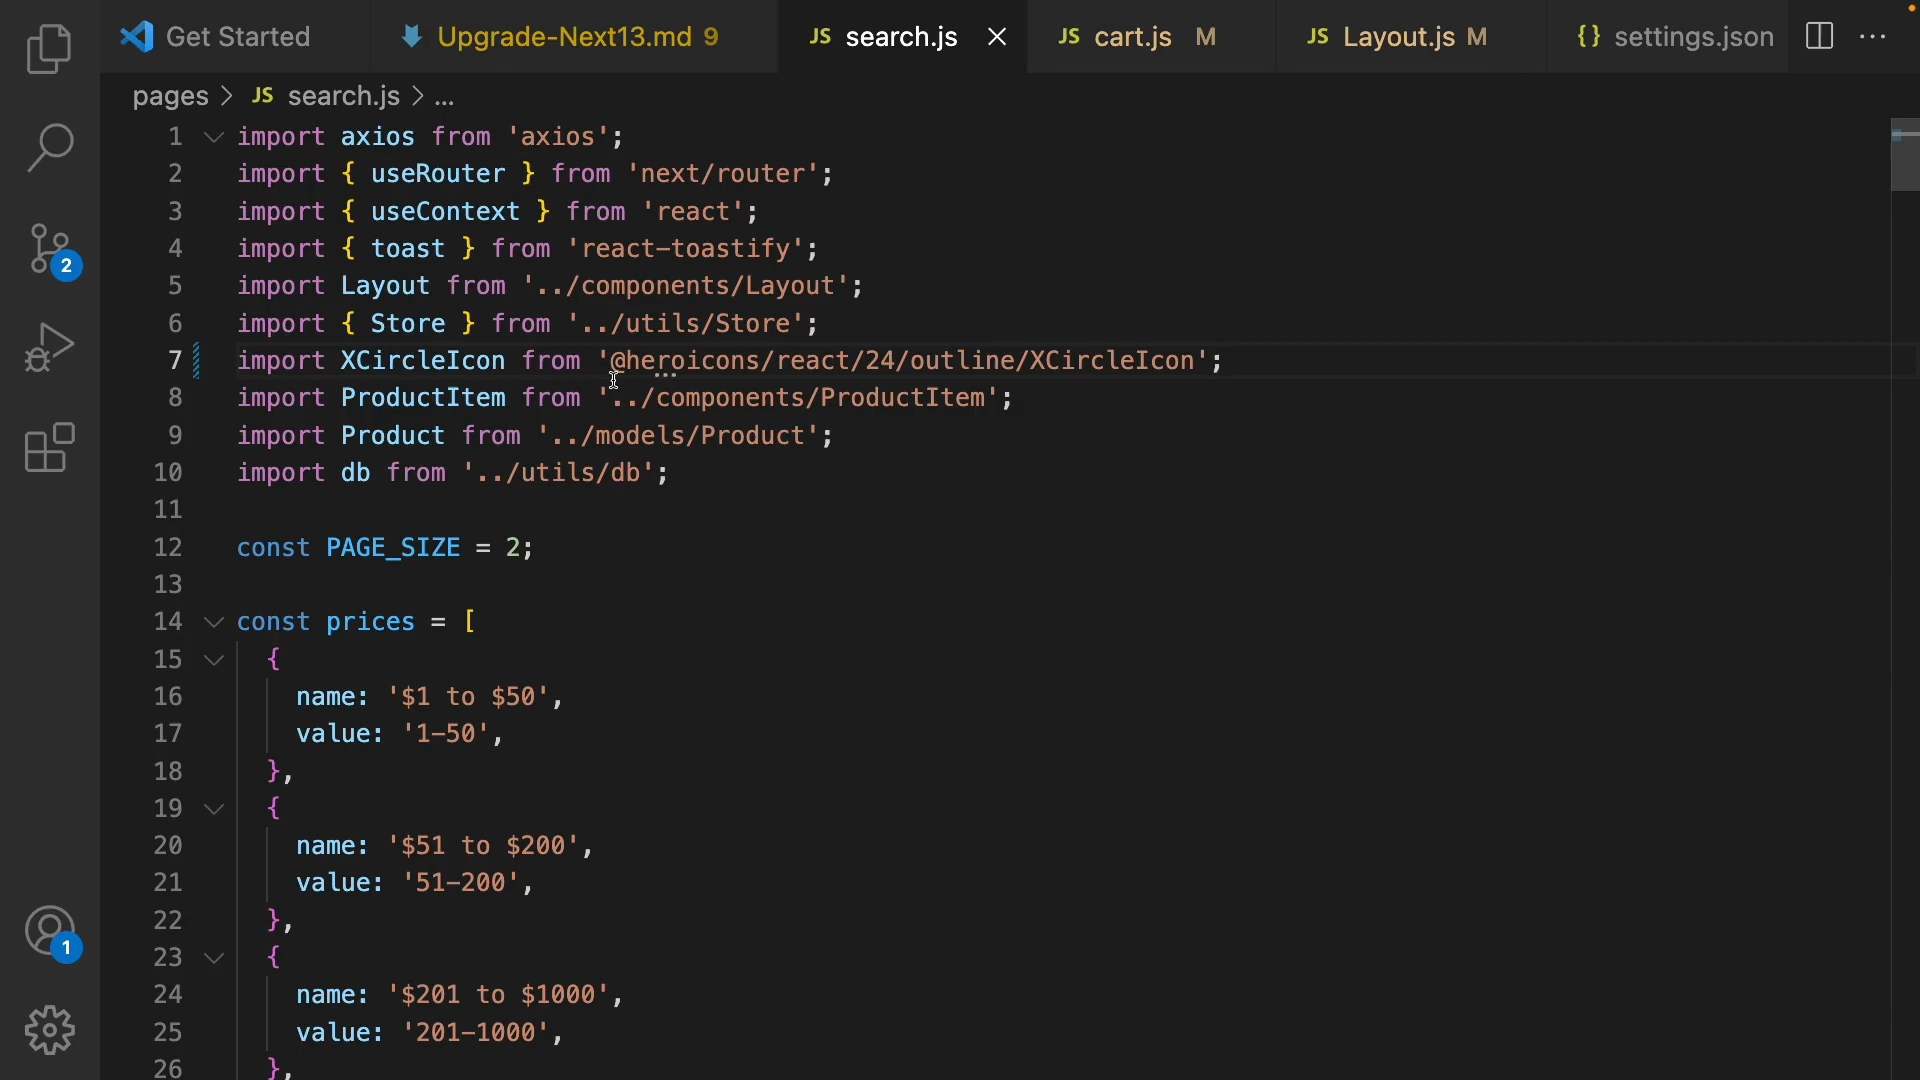 Get Started
Upgrade-Next13.md 9
JS search.js
JS cart.js M
JS Layout.js M
{} settings.json
pages > JS search.js > ...
1 import axios from 'axios';
2 import { useRouter } from 'next/router';
3 import { useContext } from 'react';
4 import { toast } from 'react-toastify';
5 import Layout from '../components/Layout';
6 import { Store } from '../utils/Store';
7 import XCircleIcon from '@heroicons/react/24/outline/XCircleIcon';
8 import ProductItem from '../components/ProductItem';
9 import Product from '../models/Product';
10 import db from '../utils/db';
11
12 const PAGE_SIZE = 2;
13
14 const prices = [
15 {
16 name: '$1 to $50',
17 value: '1-50',
18 },
19 {
20 name: '$51 to $200',
21 value: '51-200',
22 },
23 {
24 name: '$201 to $1000',
25 value: '201-1000',
26 },
2
1